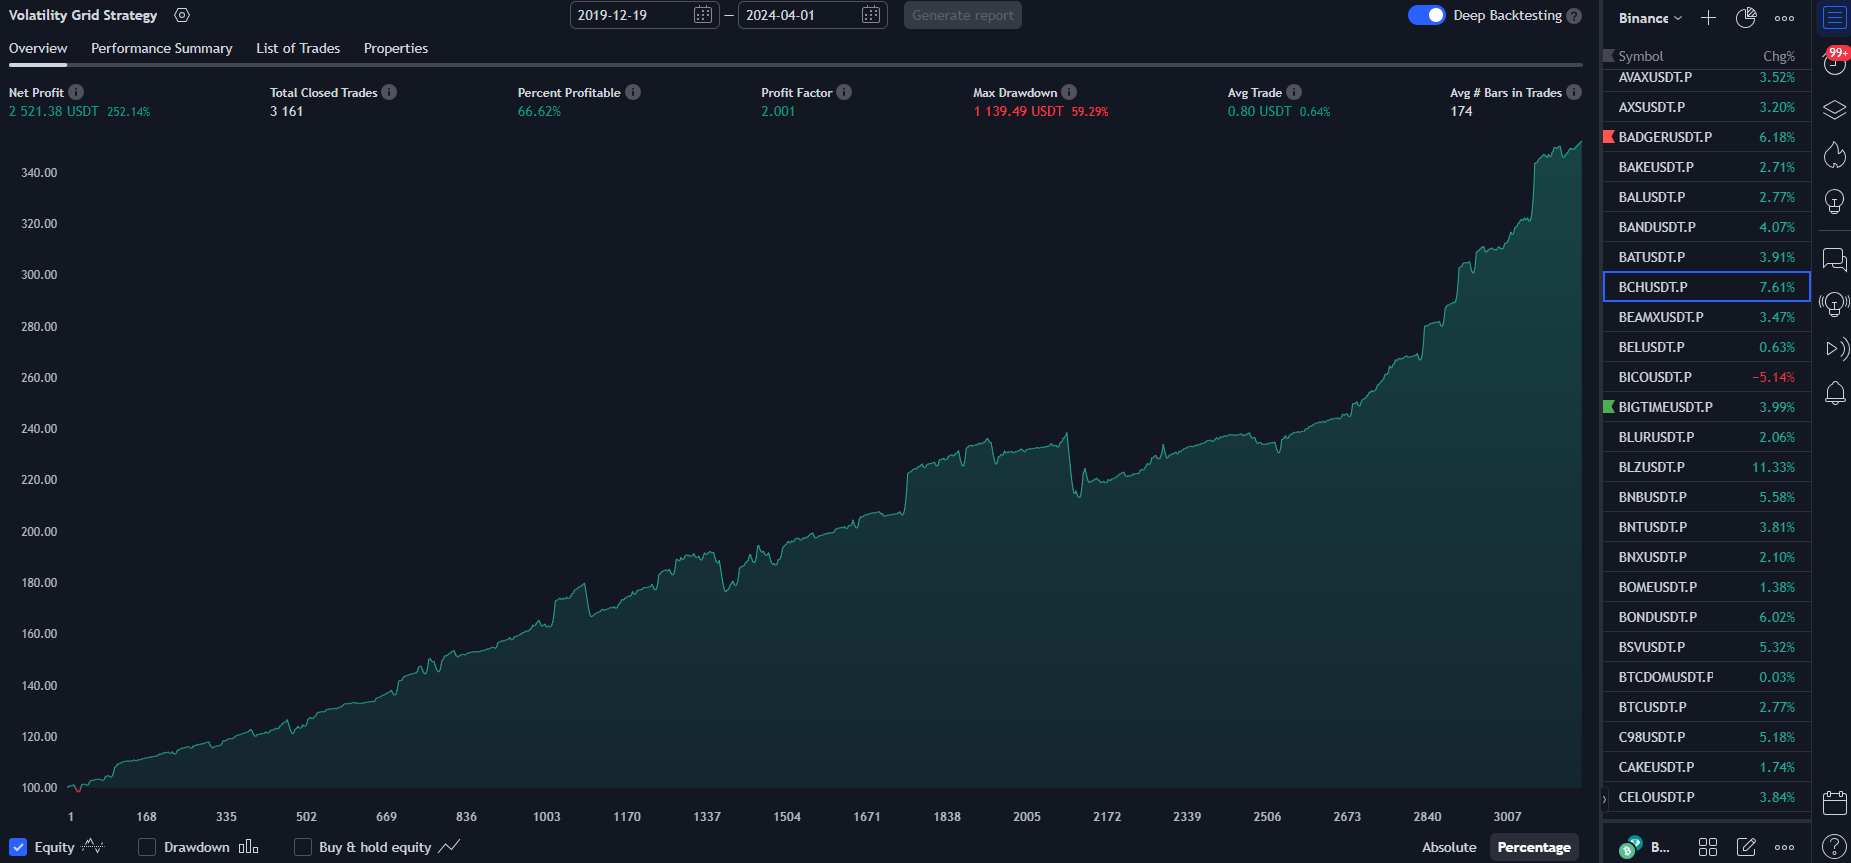 Volatility Grid Strategy
2019-12-19 — 2024-04-01 Generate report
Deep Backtesting ?
Overview Performance Summary List of Trades Properties
Net Profit
2 521.38 USDT 252.14%
Total Closed Trades
3 161
Percent Profitable
66.62%
Profit Factor
2.001
Max Drawdown
1 139.49 USDT 59.29%
Avg Trade
0.80 USDT 0.64%
Avg # Bars in Trades
174
340.00
320.00
300.00
280.00
260.00
240.00
220.00
200.00
180.00
160.00
140.00
120.00
100.00
1 168 335 502 669 836 1003 1170 1337 1504 1671 1838 2005 2172 2339 2506 2673 2840 3007
Equity Drawdown Buy & hold equity
Absolute Percentage
Binance
Symbol Chg%
AVAXUSDT.P 3.52%
AXSUSDT.P 3.20%
BADGERUSDT.P 6.18%
BAKEUSDT.P 2.71%
BALUSDT.P 2.77%
BANDUSDT.P 4.07%
BATUSDT.P 3.91%
BCHUSDT.P 7.61%
BEAMXUSDT.P 3.47%
BELUSDT.P 0.63%
BICOUSDT.P −5.14%
BIGTIMEUSDT.P 3.99%
BLURUSDT.P 2.06%
BLZUSDT.P 11.33%
BNBUSDT.P 5.58%
BNTUSDT.P 3.81%
BNXUSDT.P 2.10%
BOMEUSDT.P 1.38%
BONDUSDT.P 6.02%
BSVUSDT.P 5.32%
BTCDOMUSDT.P 0.03%
BTCUSDT.P 2.77%
C98USDT.P 5.18%
CAKEUSDT.P 1.74%
CELOUSDT.P 3.84%
B...
99+
?